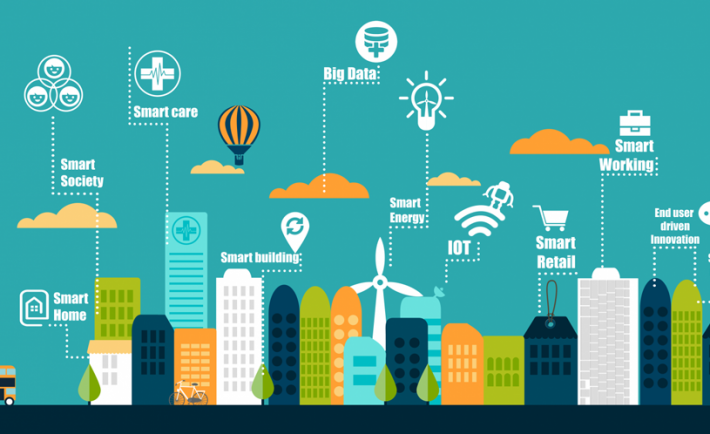 Big Data
Smart care
Smart
Working
Smart
Society
Smart
Energy
End user
driven
Innovation
Smart
Retail
IOT
Smart building
Smart
Home